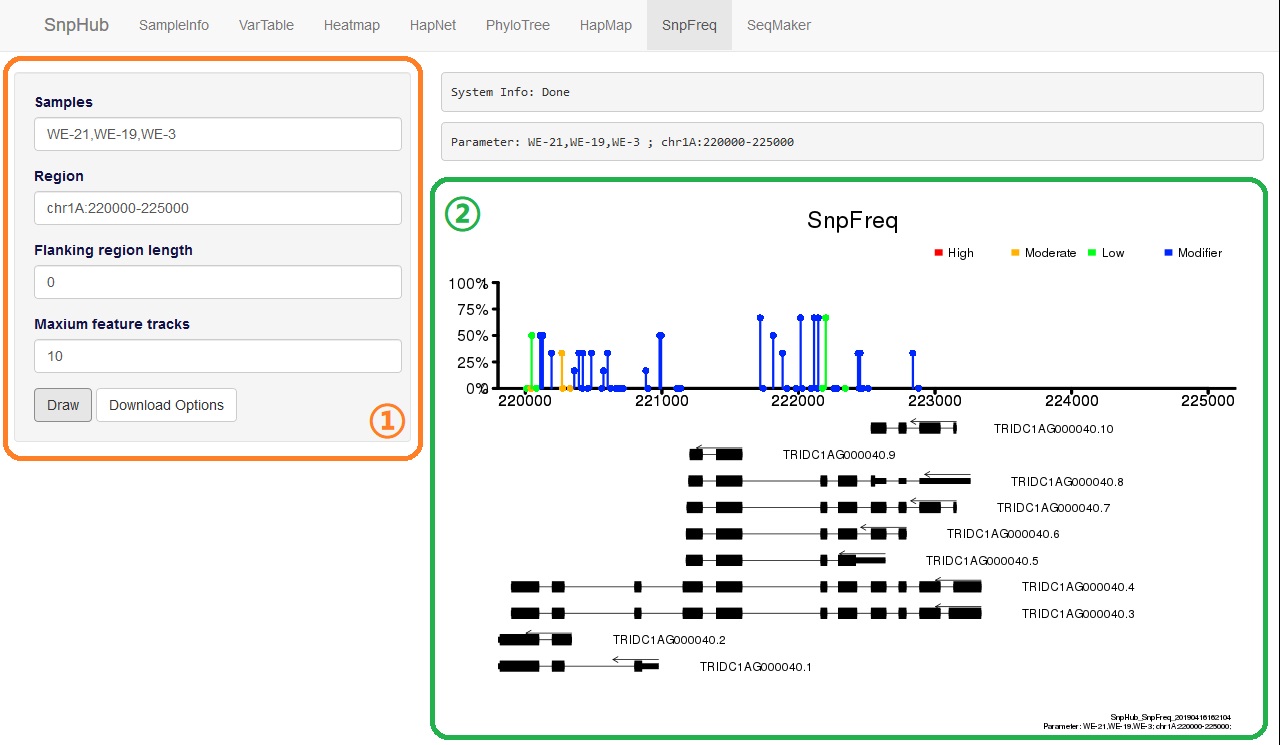 SnpHub SampleInfo VarTable Heatmap HapNet PhyloTree HapMap SnpFreq SeqMaker
Samples
WE-21,WE-19,WE-3
Region
chr1A:220000-225000
Flanking region length
0
Maxium feature tracks
10
Draw Download Options
①
System Info: Done
Parameter: WE-21,WE-19,WE-3 ; chr1A:220000-225000
②
SnpFreq
High Moderate Low Modifier
100%
75%
50%
25%
0%
220000 221000 222000 223000 224000 225000
TRIDC1AG000040.10
TRIDC1AG000040.9
TRIDC1AG000040.8
TRIDC1AG000040.7
TRIDC1AG000040.6
TRIDC1AG000040.5
TRIDC1AG000040.4
TRIDC1AG000040.3
TRIDC1AG000040.2
TRIDC1AG000040.1
SnpHub_SnpFreq_20190416162104
Parameter: WE-21,WE-19,WE-3; chr1A:220000-225000;